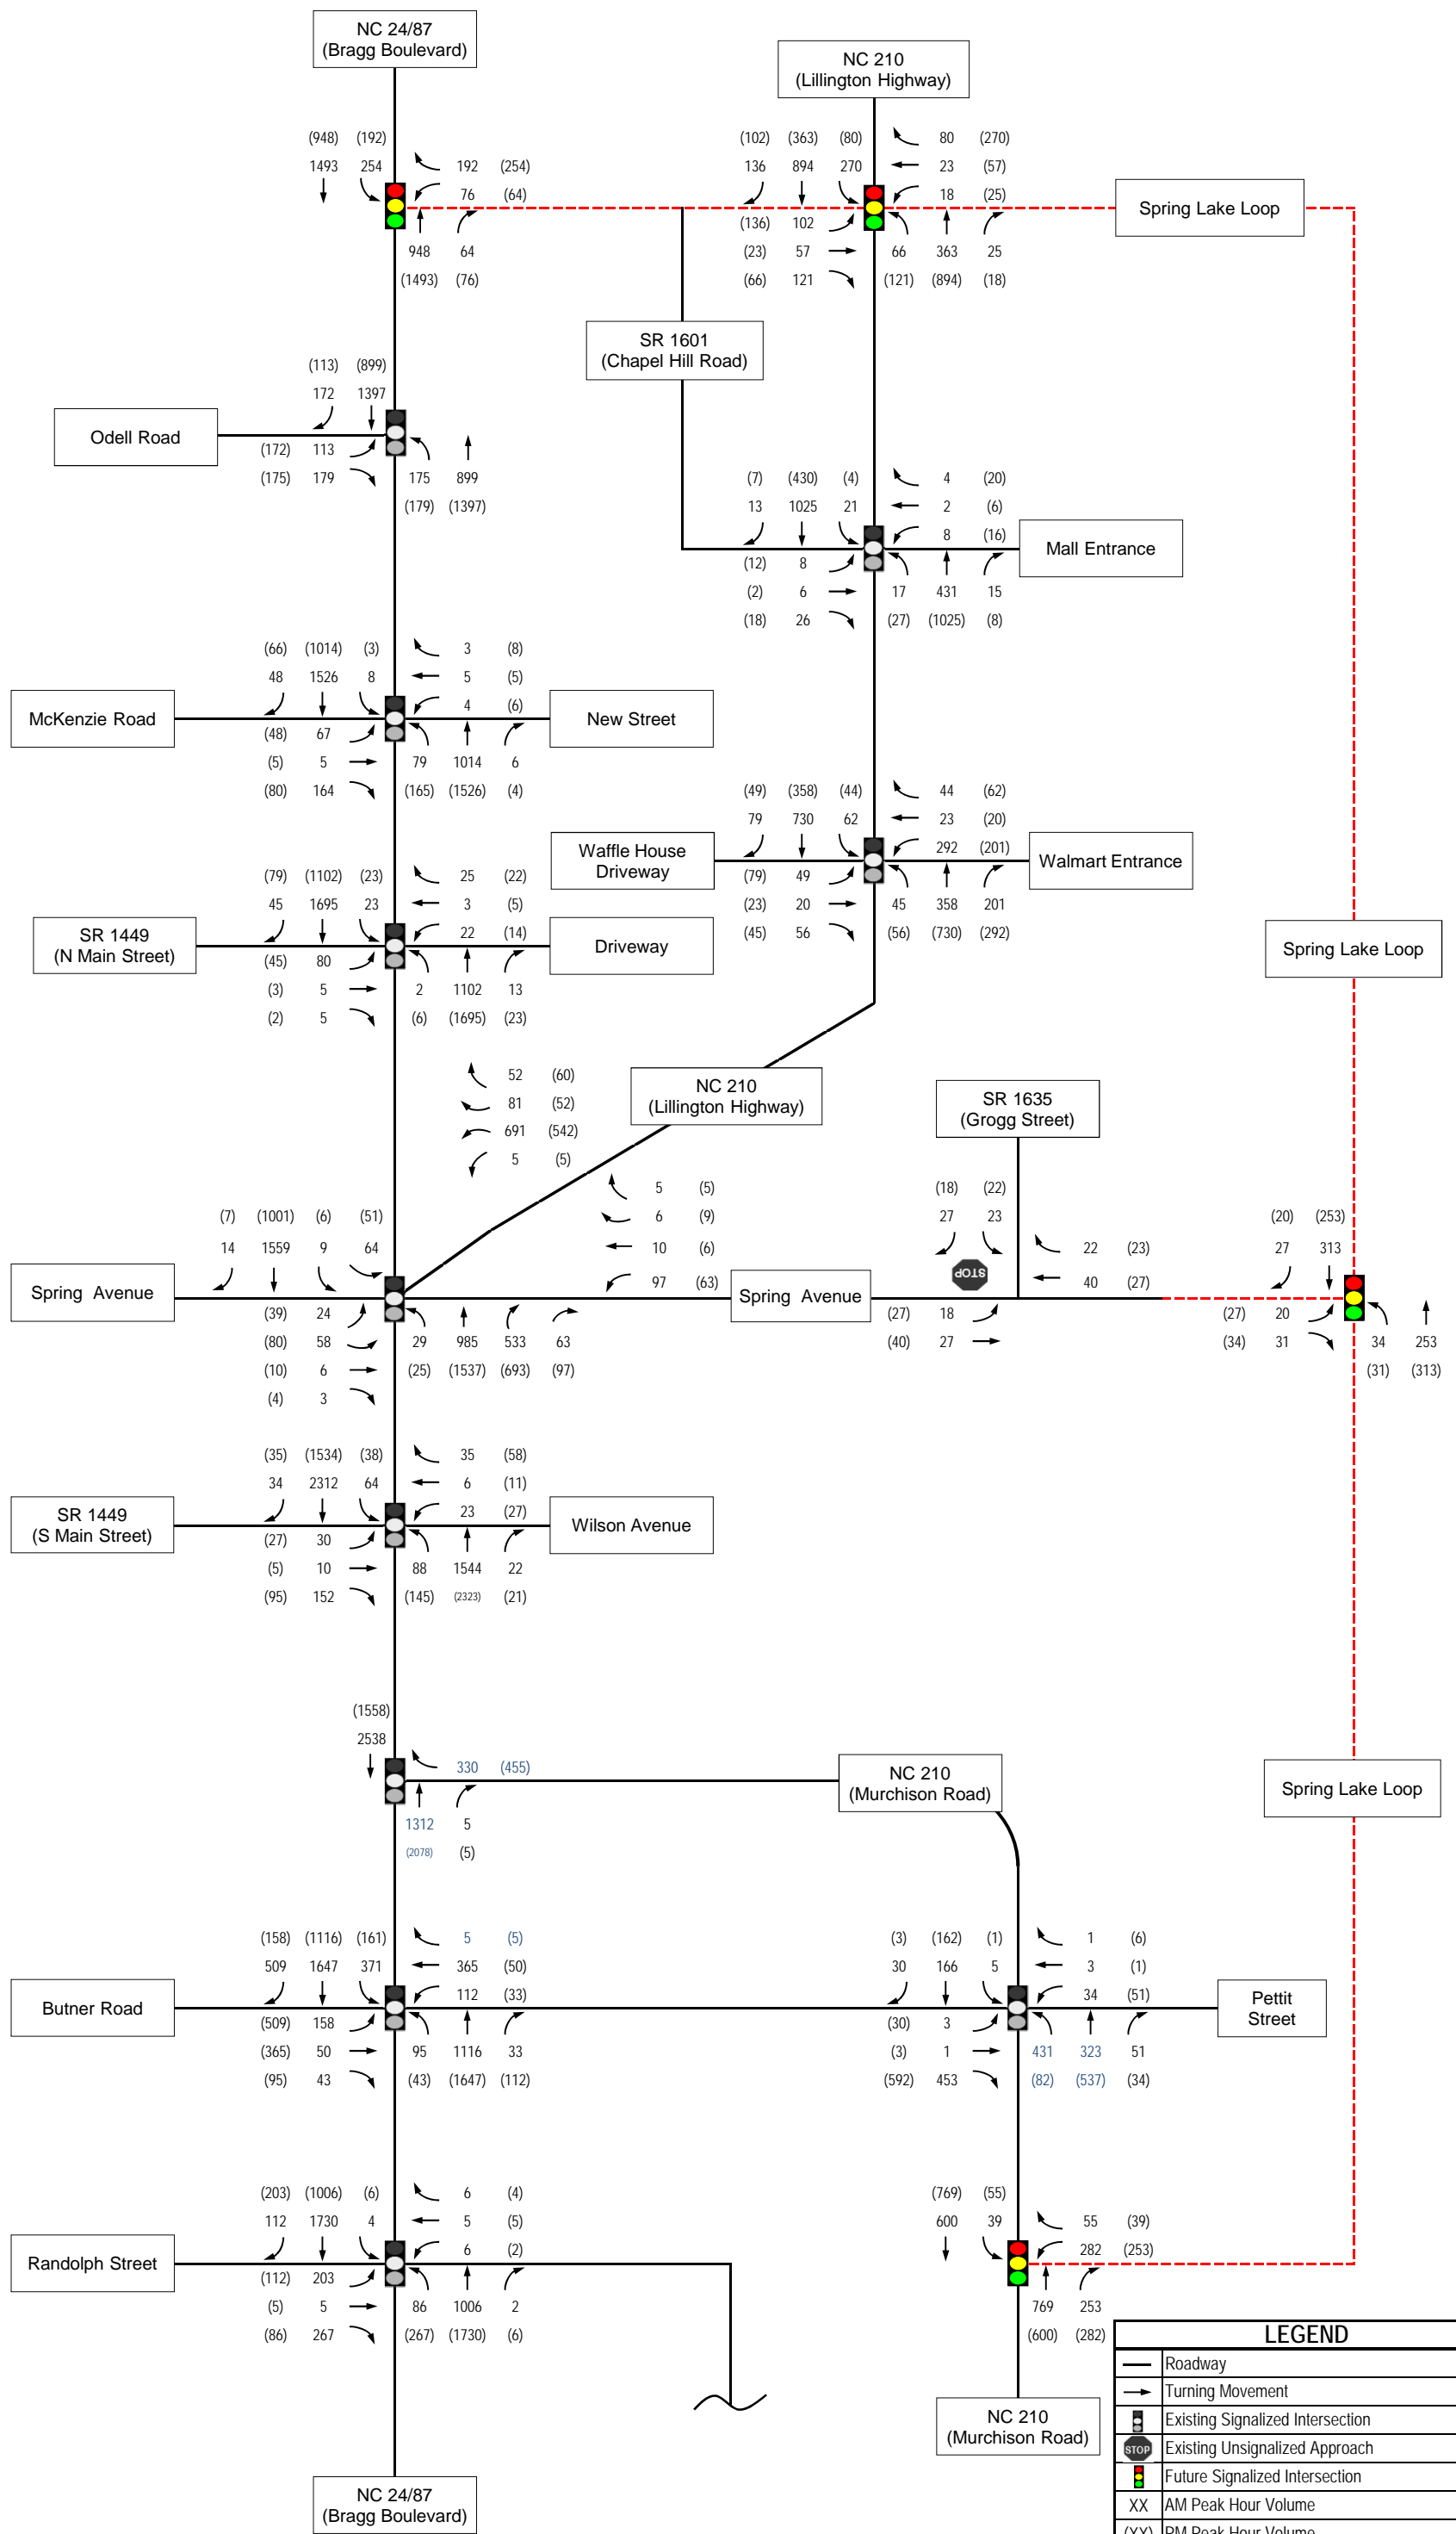 NC 24/87
(Bragg Boulevard)
NC 210
(Lillington Highway)
(948) (192)
1493 254
192 (254)
76 (64)
948 64
(1493) (76)
(102) (363) (80)
136 894 270
80 (270)
23 (57)
18 (25)
(136) 102
(23) 57
(66) 121
66 363 25
(121) (894) (18)
Spring Lake Loop
SR 1601
(Chapel Hill Road)
(113) (899)
172 1397
Odell Road
(172) 113
(175) 179
175 899
(179) (1397)
(7) (430) (4)
13 1025 21
4 (20)
2 (6)
8 (16)
Mall Entrance
(12) 8
(2) 6
(18) 26
17 431 15
(27) (1025) (8)
(66) (1014) (3)
48 1526 8
3 (8)
5 (5)
4 (6)
McKenzie Road
New Street
(48) 67
(5) 5
(80) 164
79 1014 6
(165) (1526) (4)
(49) (358) (44)
79 730 62
44 (62)
23 (20)
292 (201)
Waffle House
Driveway
Walmart Entrance
(79) 49
(23) 20
(45) 56
45 358 201
(56) (730) (292)
(79) (1102) (23)
45 1695 23
25 (22)
3 (5)
22 (14)
SR 1449
(N Main Street)
Driveway
(45) 80
(3) 5
(2) 5
2 1102 13
(6) (1695) (23)
Spring Lake Loop
52 (60)
81 (52)
691 (542)
5 (5)
NC 210
(Lillington Highway)
SR 1635
(Grogg Street)
5 (5)
6 (9)
10 (6)
97 (63)
(7) (1001) (6) (51)
14 1559 9 64
Spring Avenue
Spring Avenue
(39) 24
(80) 58
(10) 6
(4) 3
29 985 533 63
(25) (1537) (693) (97)
(18) (22)
27 23
STOP
22 (23)
40 (27)
(27) 18
(40) 27
(20) (253)
27 313
(27) 20
(34) 31
34 253
(31) (313)
(35) (1534) (38)
34 2312 64
35 (58)
6 (11)
23 (27)
SR 1449
(S Main Street)
Wilson Avenue
(27) 30
(5) 10
(95) 152
88 1544 22
(145) (2323) (21)
(1558)
2538
330 (455)
1312 5
(2078) (5)
NC 210
(Murchison Road)
Spring Lake Loop
(158) (1116) (161)
509 1647 371
5 (5)
365 (50)
112 (33)
Butner Road
(509) 158
(365) 50
(95) 43
95 1116 33
(43) (1647) (112)
(3) (162) (1)
30 166 5
1 (6)
3 (1)
34 (51)
Pettit
Street
(30) 3
(3) 1
(592) 453
431 323 51
(82) (537) (34)
(203) (1006) (6)
112 1730 4
6 (4)
5 (5)
6 (2)
Randolph Street
(112) 203
(5) 5
(86) 267
86 1006 2
(267) (1730) (6)
(769) (55)
600 39
55 (39)
282 (253)
769 253
(600) (282)
NC 210
(Murchison Road)
NC 24/87
(Bragg Boulevard)
LEGEND
Roadway
Turning Movement
Existing Signalized Intersection
STOP Existing Unsignalized Approach
Future Signalized Intersection
XX AM Peak Hour Volume
(XX) PM Peak Hour Volume